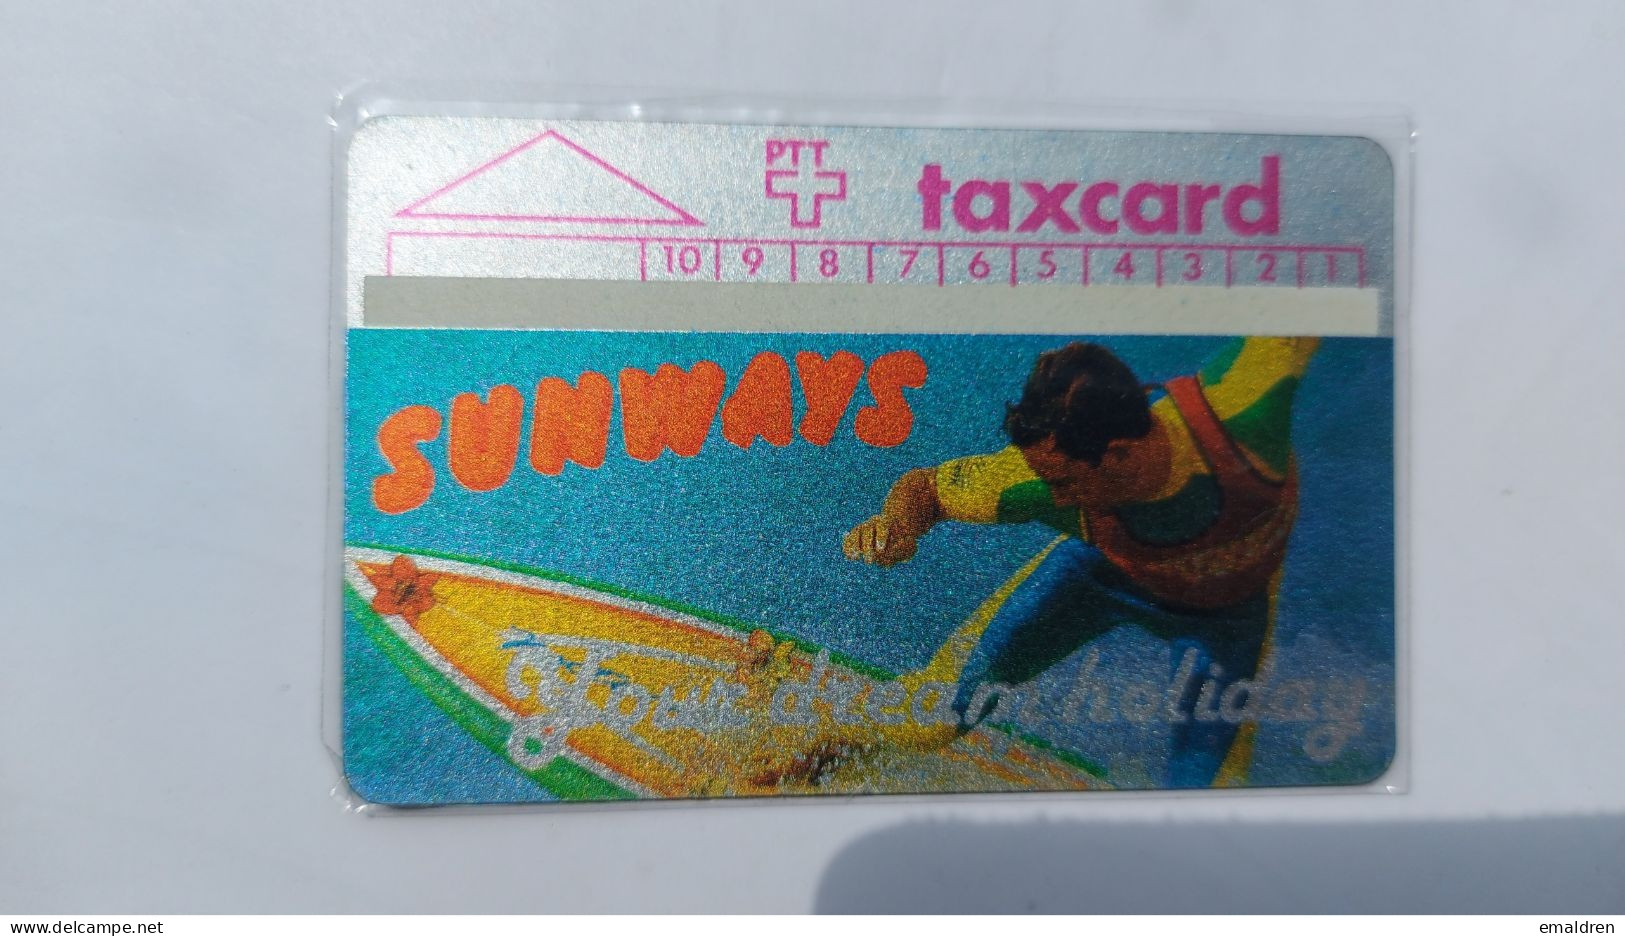 PTT
taxcard
10 9 8 7 6 5 4 3 2 1
SUNWAYS
Your dream holiday
delcampe.net
emaldren